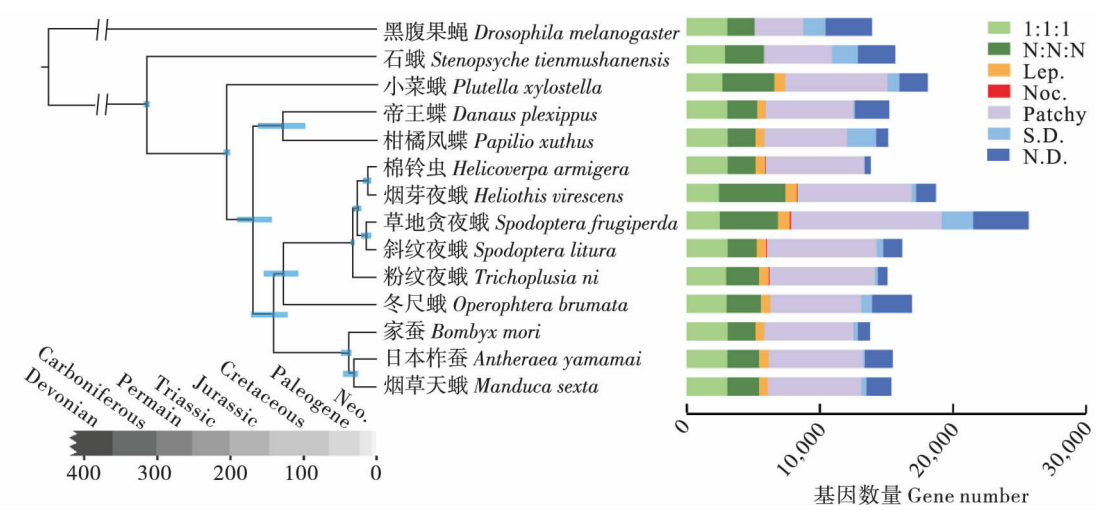 黑腹果蝇 Drosophila melanogaster
石蛾 Stenopsyche tienmushanensis
小菜蛾 Plutella xylostella
帝王蝶 Danaus plexippus
柑橘凤蝶 Papilio xuthus
棉铃虫 Helicoverpa armigera
烟芽夜蛾 Heliothis virescens
草地贪夜蛾 Spodoptera frugiperda
斜纹夜蛾 Spodoptera litura
粉纹夜蛾 Trichoplusia ni
冬尺蛾 Operophtera brumata
家蚕 Bombyx mori
日本柞蚕 Antheraea yamamai
烟草天蛾 Manduca sexta
1:1:1
N:N:N
Lep.
Noc.
Patchy
S.D.
N.D.
Devonian
Carboniferous
Permain
Triassic
Jurassic
Cretaceous
Paleogene
Neo.
400 300 200 100 0
0 10,000 20,000 30,000
基因数量 Gene number